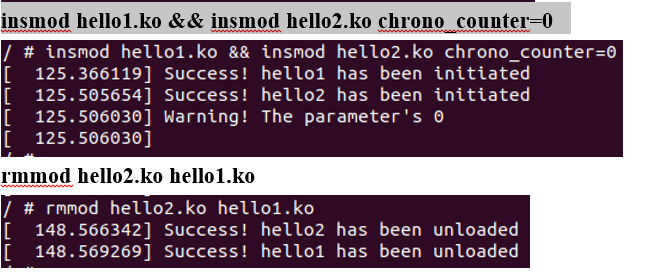 insmod hello1.ko && insmod hello2.ko chrono_counter=0
/ # insmod hello1.ko && insmod hello2.ko chrono_counter=0
[  125.366119] Success! hello1 has been initiated
[  125.505654] Success! hello2 has been initiated
[  125.506030] Warning! The parameter's 0
[  125.506030]
rmmod hello2.ko hello1.ko
/ # rmmod hello2.ko hello1.ko
[  148.566342] Success! hello2 has been unloaded
[  148.569269] Success! hello1 has been unloaded